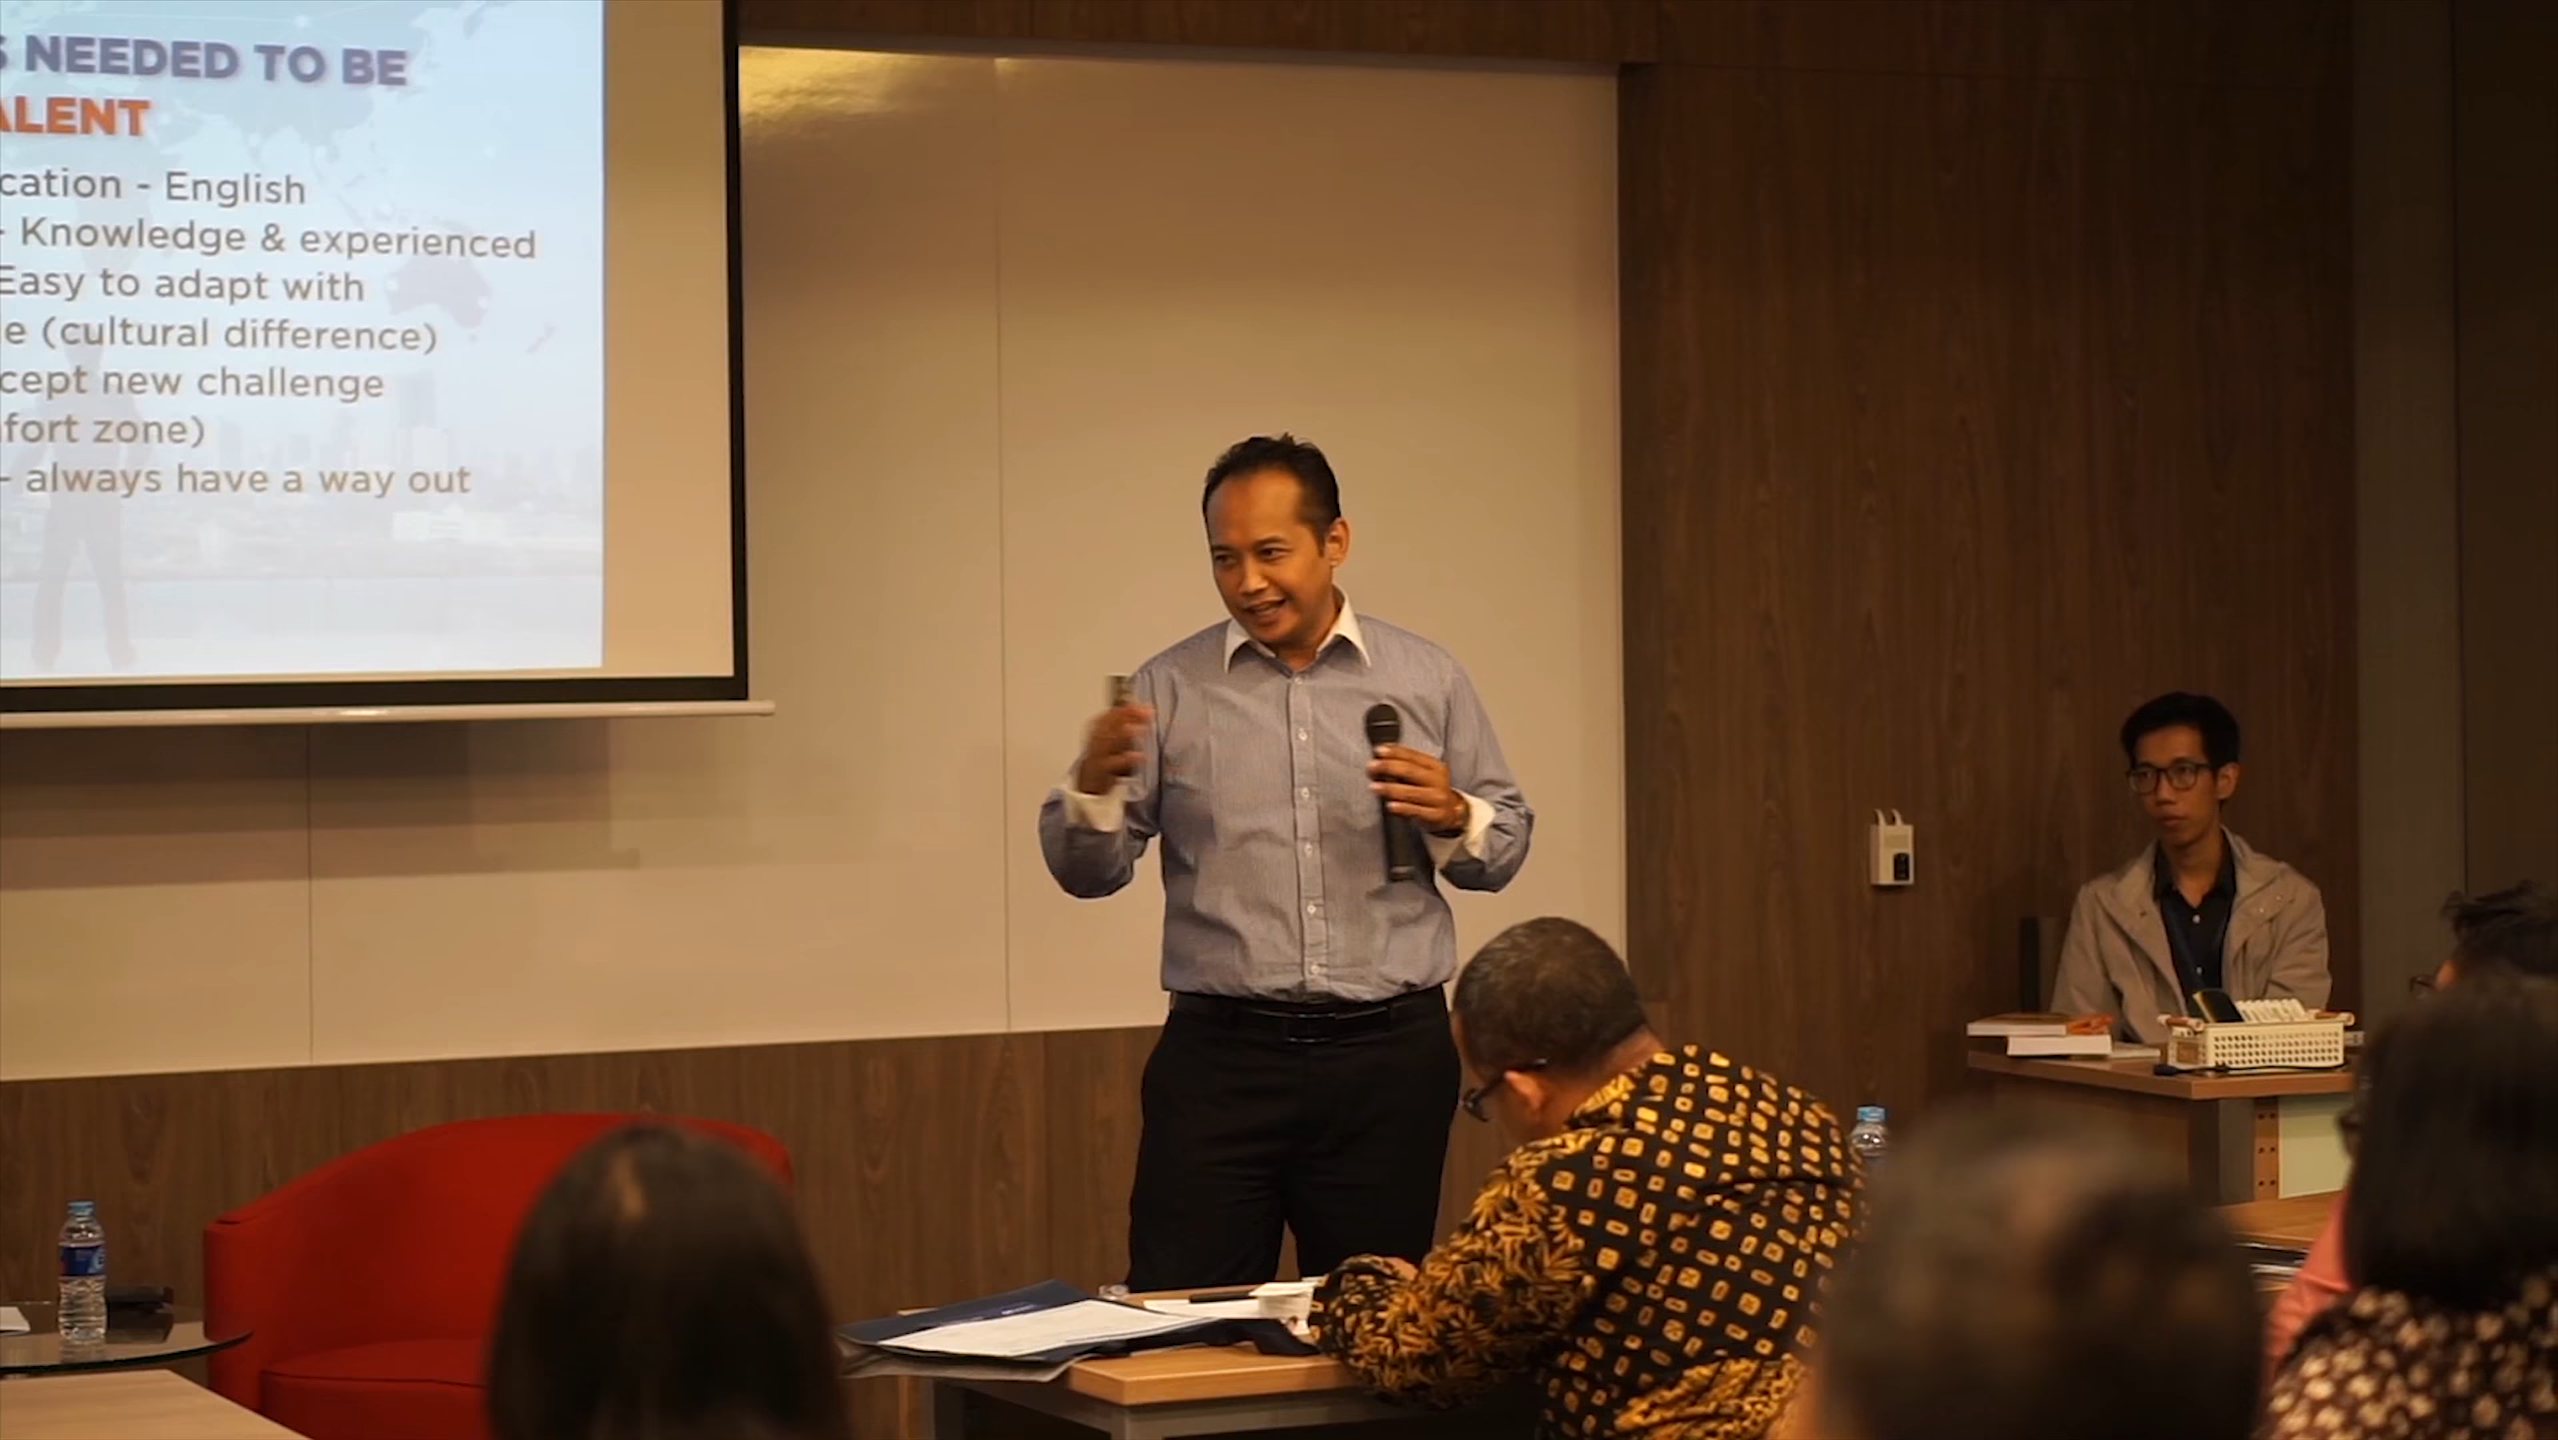 NEEDED TO BE
ALENT
cation - English
- Knowledge & experienced
Easy to adapt with
e (cultural difference)
cept new challenge
fort zone)
- always have a way out